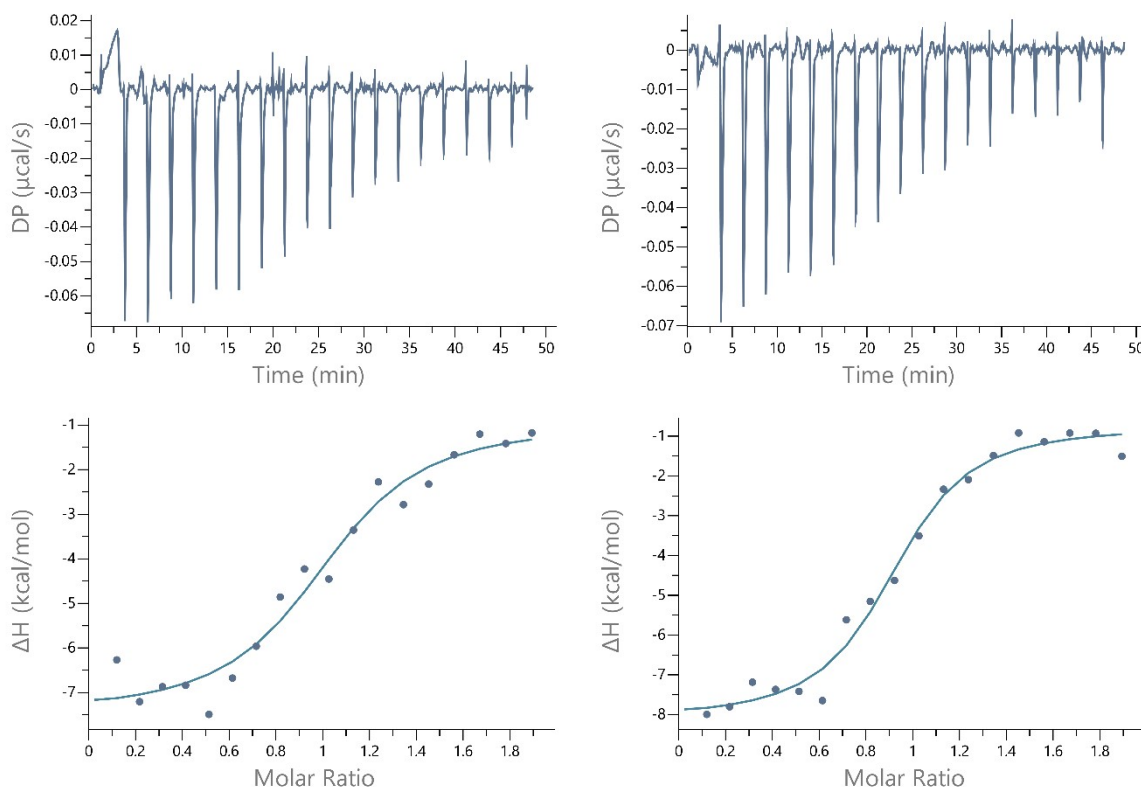 0.02
0.01
0
-0.01
-0.02
-0.03
-0.04
-0.05
-0.06
DP (µcal/s)
0 5 10 15 20 25 30 35 40 45 50
Time (min)
0
-0.01
-0.02
-0.03
-0.04
-0.05
-0.06
-0.07
DP (µcal/s)
0 5 10 15 20 25 30 35 40 45 50
Time (min)
-1
-2
-3
-4
-5
-6
-7
ΔH (kcal/mol)
0 0.2 0.4 0.6 0.8 1 1.2 1.4 1.6 1.8
Molar Ratio
-1
-2
-3
-4
-5
-6
-7
-8
ΔH (kcal/mol)
0 0.2 0.4 0.6 0.8 1 1.2 1.4 1.6 1.8
Molar Ratio